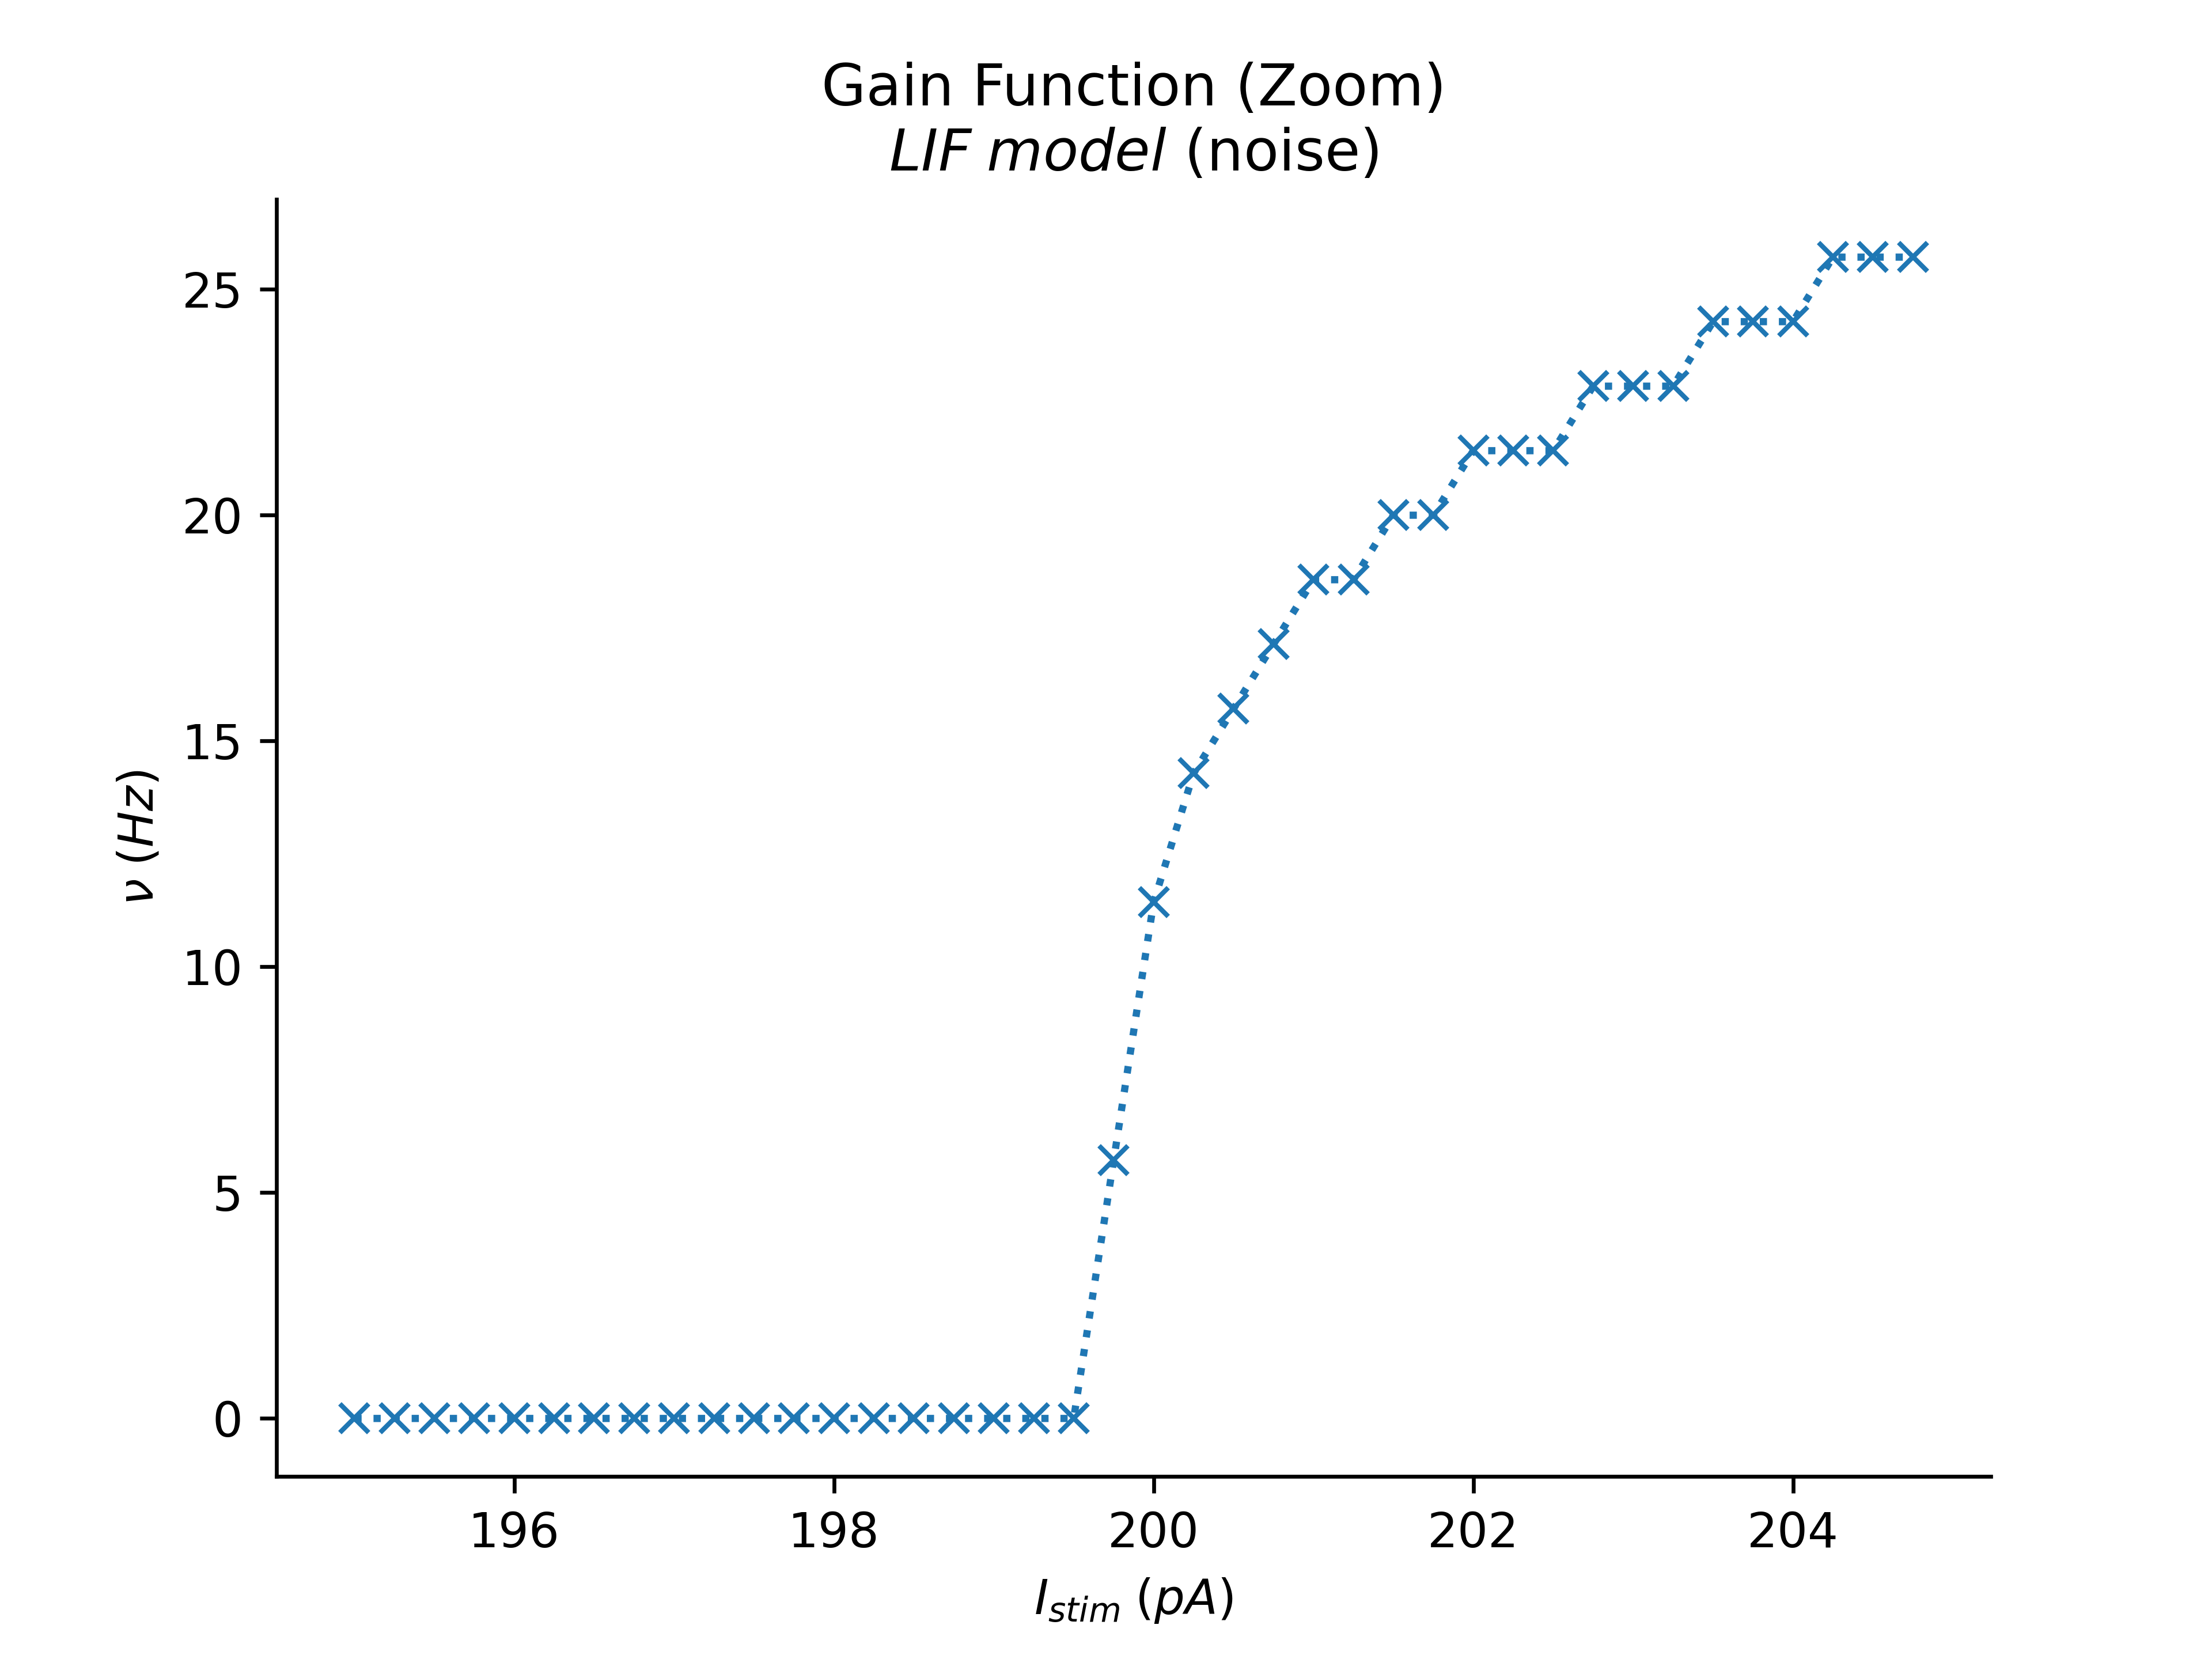 Gain Function (Zoom)
LIF model (noise)
25
20
15
10
5
0
ν (Hz)
196 198 200 202 204
I_stim (pA)